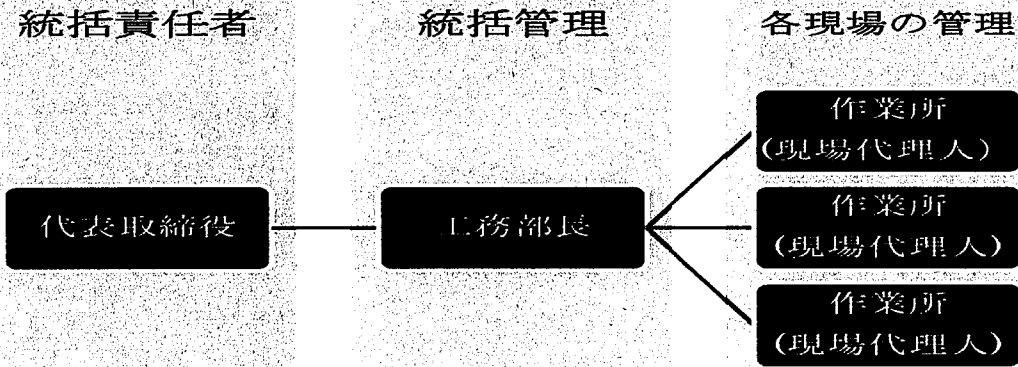 統括責任者
統括管理
各現場の管理
代表取締役
工務部長
作業所
(現場代理人)
作業所
(現場代理人)
作業所
(現場代理人)